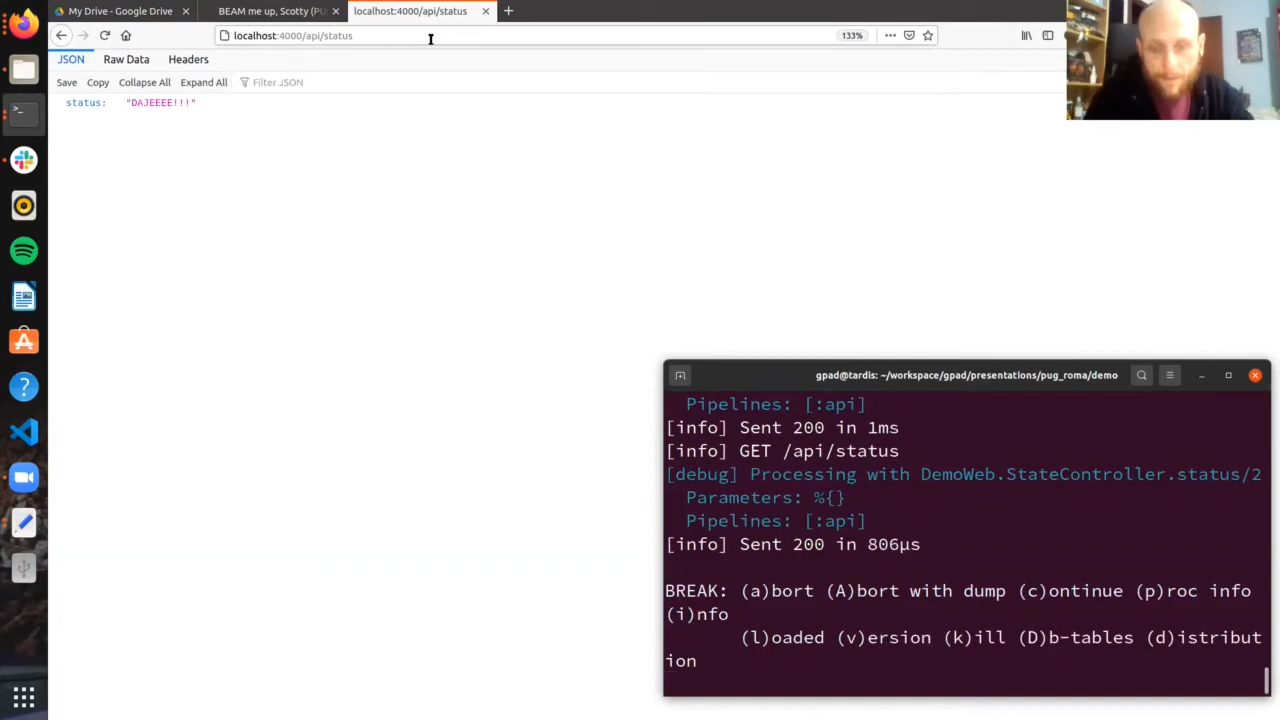 My Drive - Google Drive
BEAM me up, Scotty (PU
localhost:4000/api/status
localhost:4000/api/status
133%
JSON
Raw Data
Headers
Save
Copy
Collapse All
Expand All
Filter JSON
status: "DAJEEEE!!!"
gpad@tardis: ~/workspace/gpad/presentations/pug_roma/demo
Pipelines: [:api]
[info] Sent 200 in 1ms
[info] GET /api/status
[debug] Processing with DemoWeb.StateController.status/2
Parameters: %{}
Pipelines: [:api]
[info] Sent 200 in 806µs
BREAK: (a)bort (A)bort with dump (c)ontinue (p)roc info
(i)nfo
(l)oaded (v)ersion (k)ill (D)b-tables (d)istribut
ion